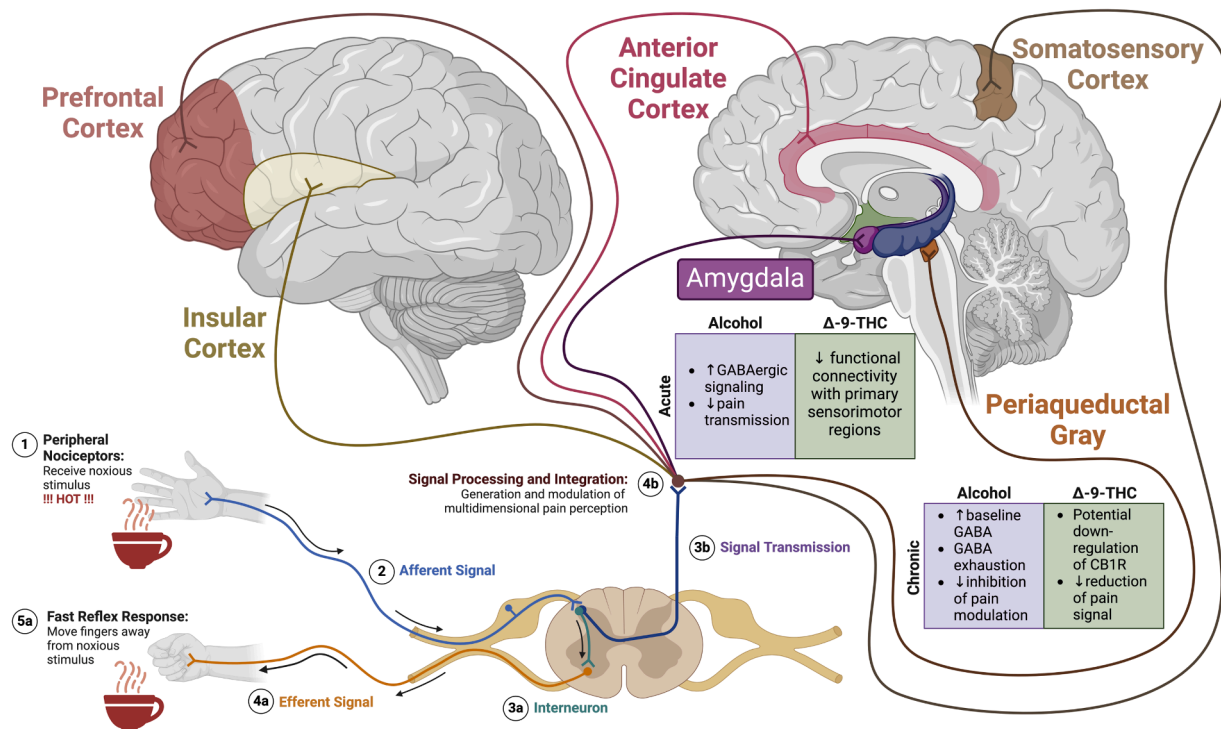 Prefrontal
Cortex
Anterior
Cingulate
Cortex
Somatosensory
Cortex
Insular
Cortex
Amygdala
Alcohol
Δ-9-THC
Acute
• ↑GABAergic
signaling
• ↓pain
transmission
↓ functional
connectivity
with primary
sensorimotor
regions
Periaqueductal
Gray
1
Peripheral
Nociceptors:
Receive noxious
stimulus
!!! HOT !!!
Signal Processing and Integration:
Generation and modulation of
multidimensional pain perception
4b
Alcohol
Δ-9-THC
Chronic
• ↑baseline
GABA
• GABA
exhaustion
• ↓inhibition
of pain
modulation
• Potential
down-
regulation
of CB1R
• ↓reduction
of pain
signal
3b Signal Transmission
2 Afferent Signal
5a
Fast Reflex Response:
Move fingers away
from noxious
stimulus
4a Efferent Signal
3a Interneuron